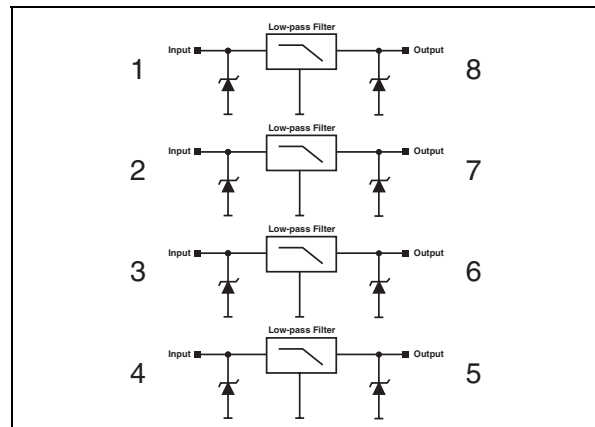 Low-pass Filter
1 Input Output 8
Low-pass Filter
2 Input Output 7
Low-pass Filter
3 Input Output 6
Low-pass Filter
4 Input Output 5